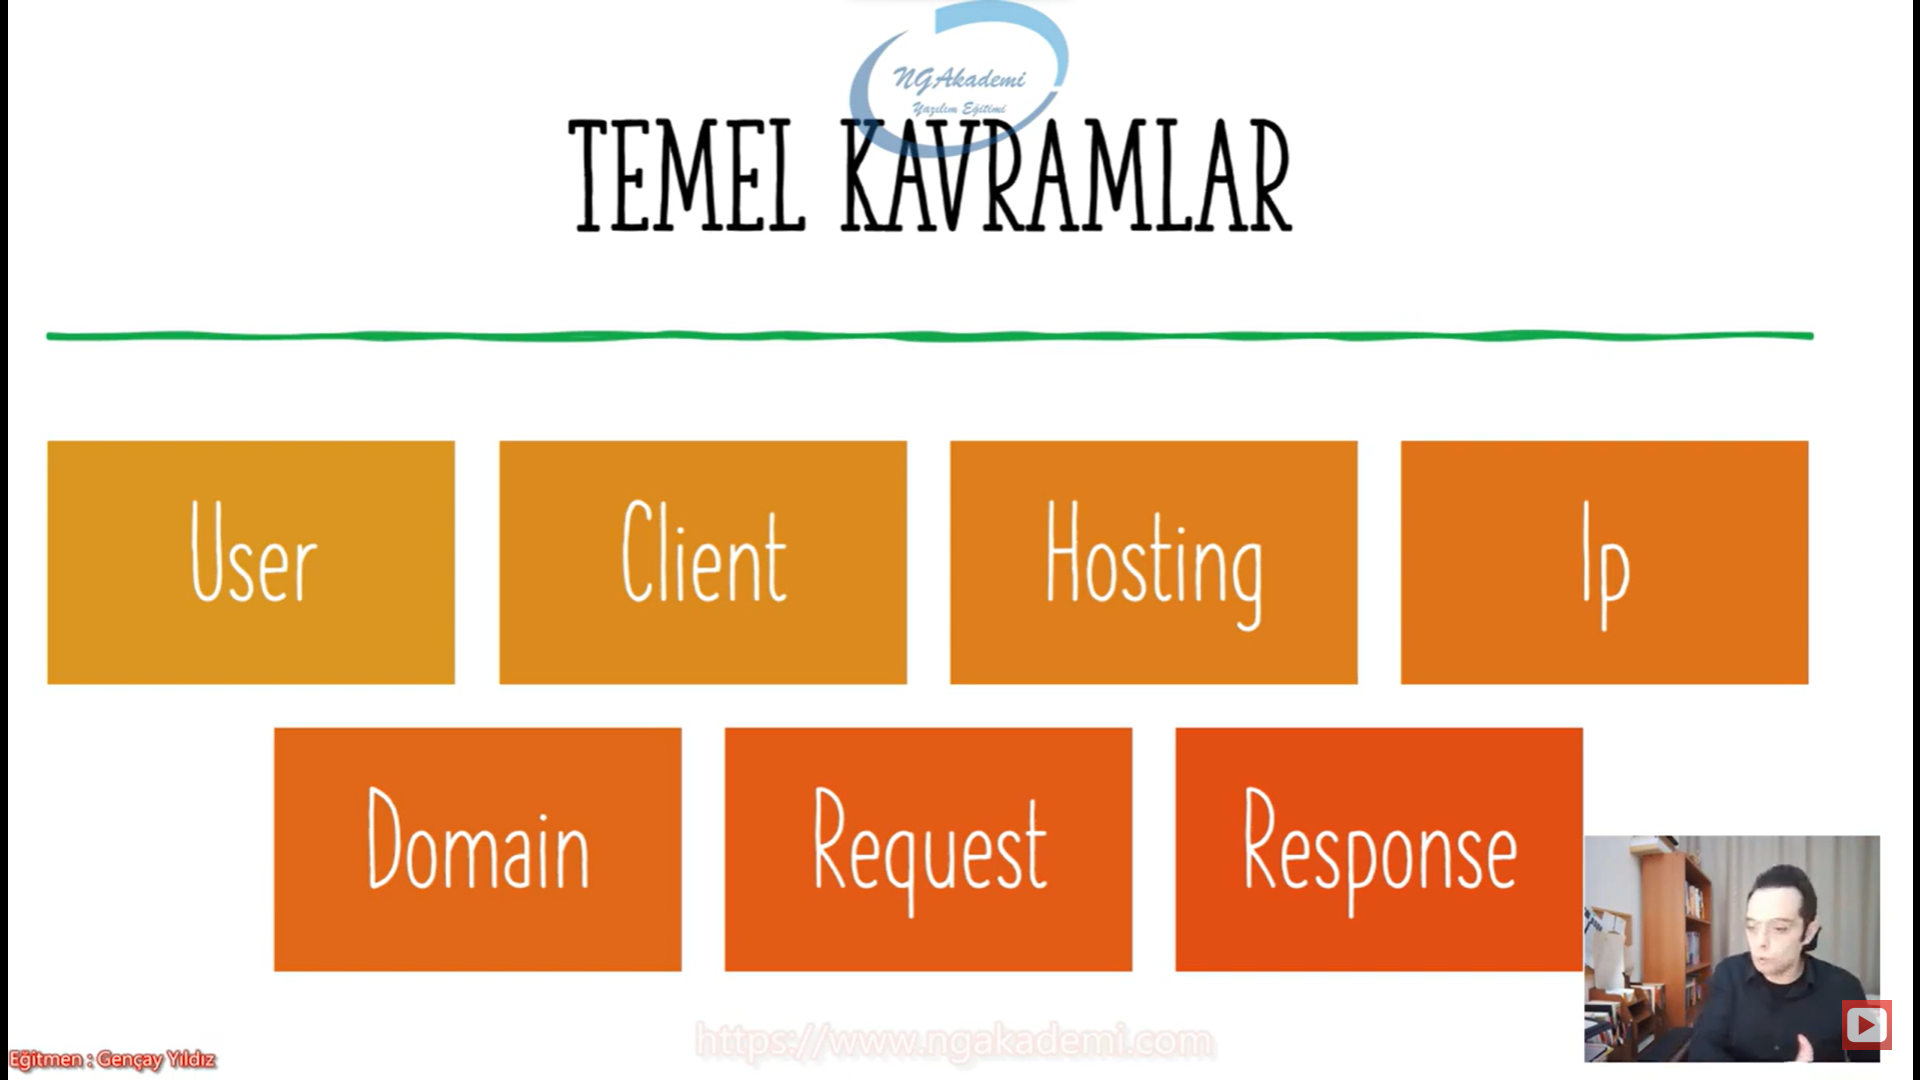 NGAkademi
Yazılım Eğitimi
TEMEL KAVRAMLAR
User
Client
Hosting
Ip
Domain
Request
Response
https://www.ngakademi.com
Eğitmen : Gençay Yıldız